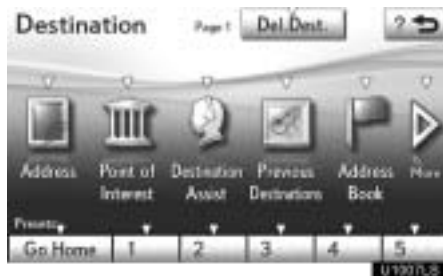 Destination Page 1 Del.Dest. ?
Address Point of Interest Destination Assist Previous Destinations Address Book More
Presets
Go Home 1 2 3 4 5